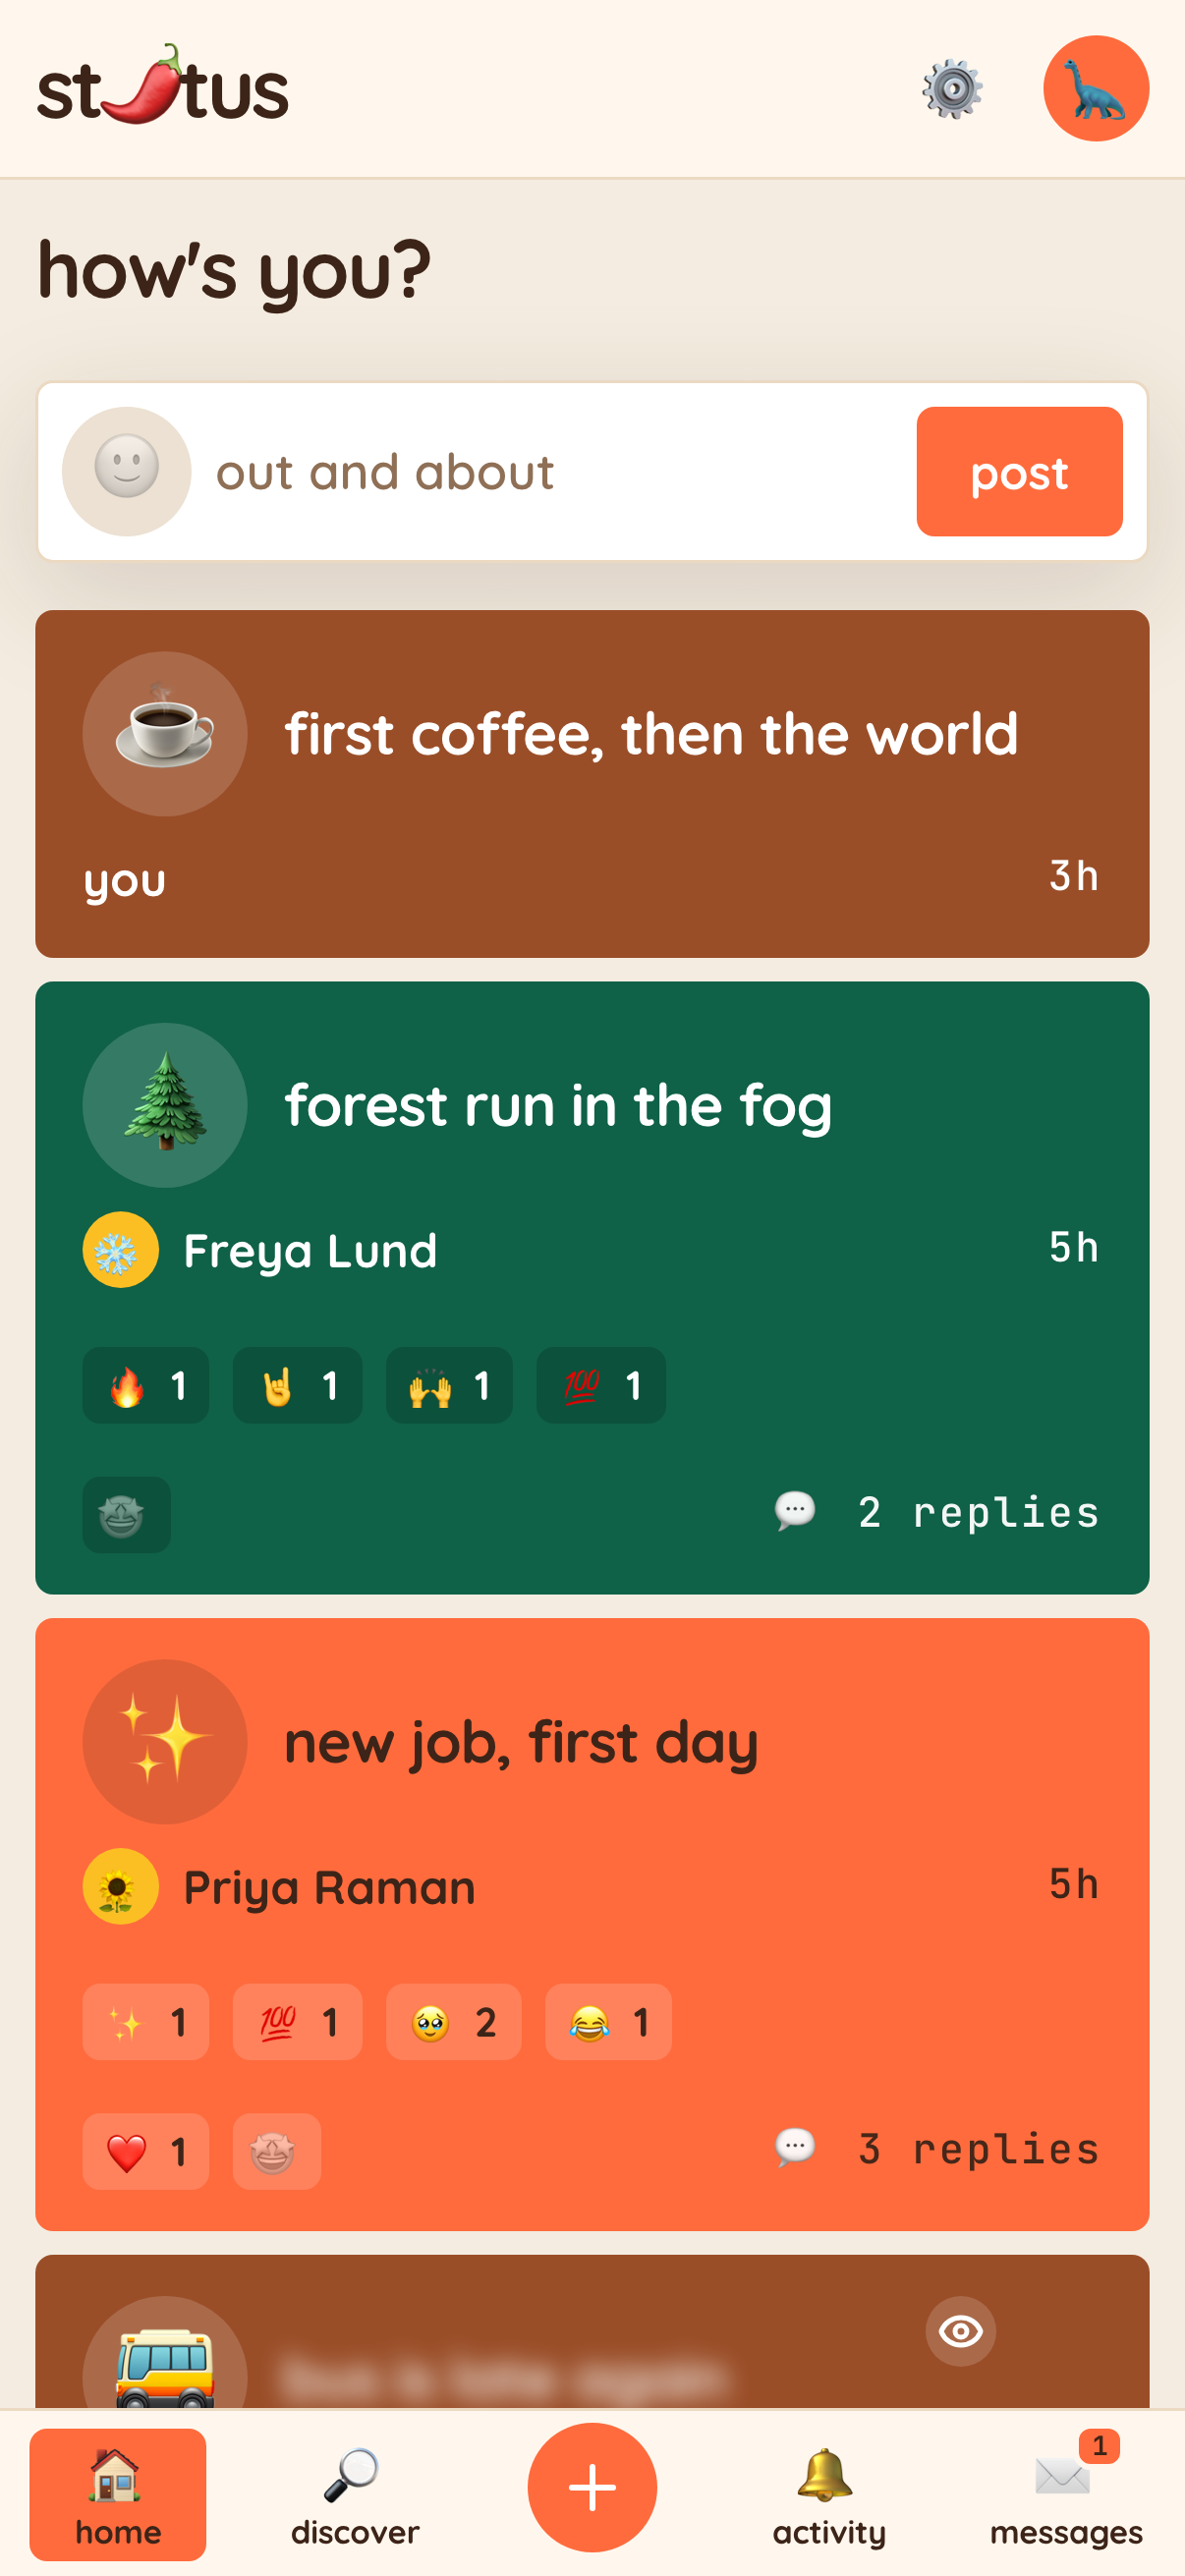 st🌶tus
how's you?
out and about
post
first coffee, then the world
you
3h
forest run in the fog
Freya Lund
5h
1 1 1 💯 1
2 replies
new job, first day
Priya Raman
5h
1 💯 1 2 1
1
3 replies
1
home
discover
activity
messages